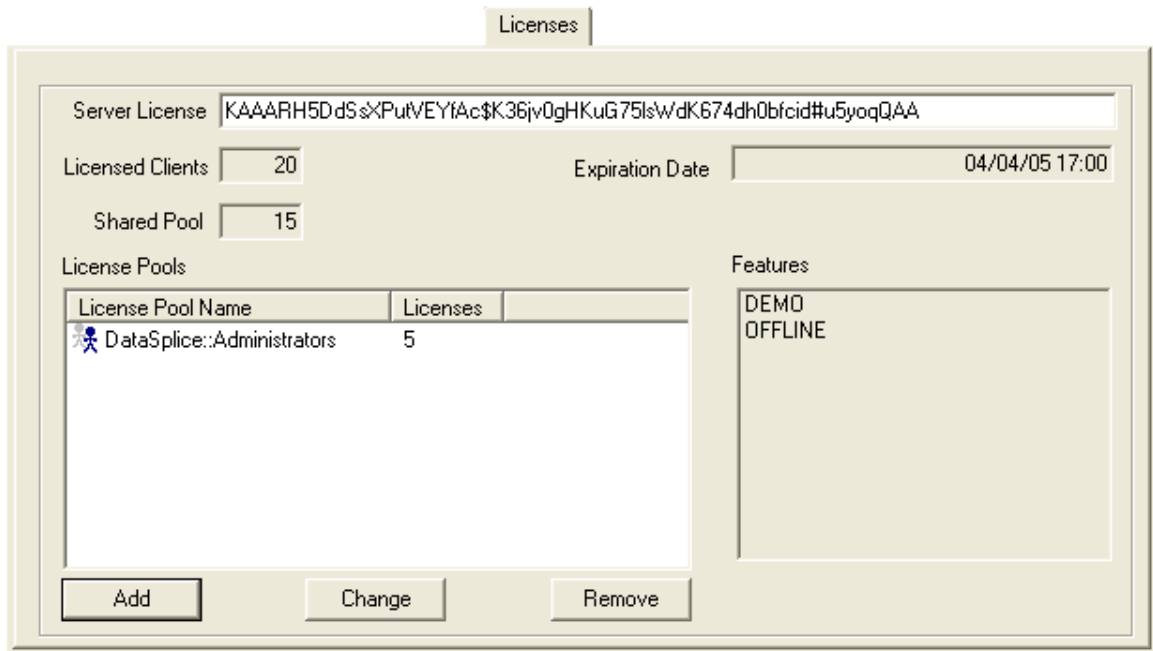 Licenses
Server License KAAARH5DdSsXPutVEYfAc$K36jv0gHKuG75IsWdK674dh0bfcid#u5yoqQAA
Licensed Clients 20 Expiration Date 04/04/05 17:00
Shared Pool 15
License Pools Features
License Pool Name Licenses
DataSplice::Administrators 5
DEMO
OFFLINE
Add Change Remove